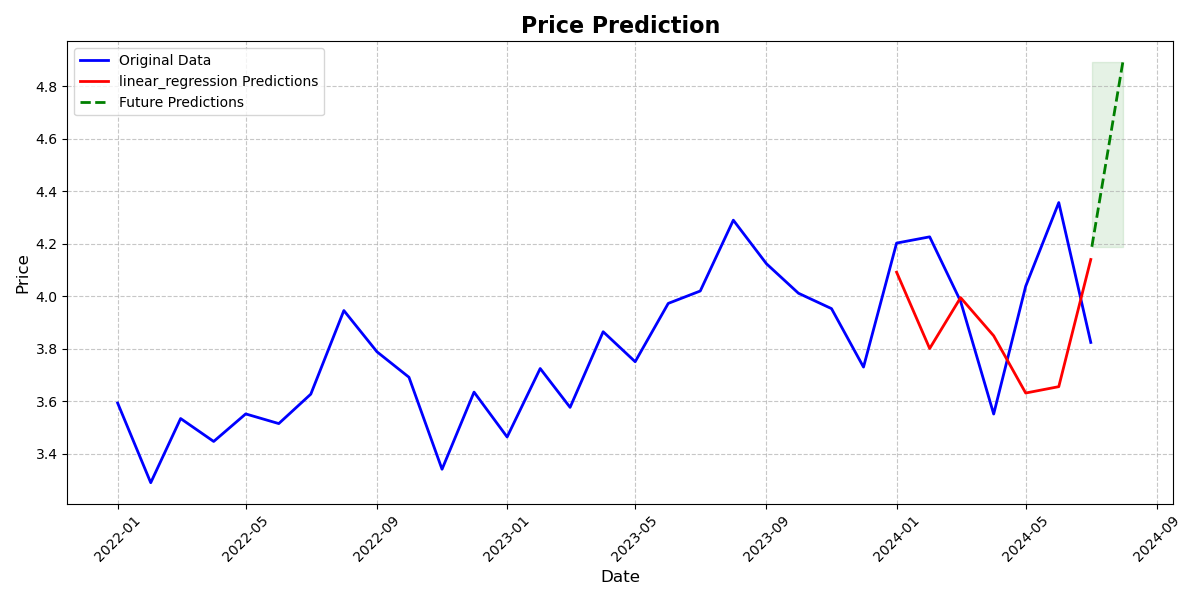 Price Prediction
Original Data
linear_regression Predictions
Future Predictions
Price
4.8
4.6
4.4
4.2
4.0
3.8
3.6
3.4
2022-01
2022-05
2022-09
2023-01
2023-05
2023-09
2024-01
2024-05
2024-09
Date